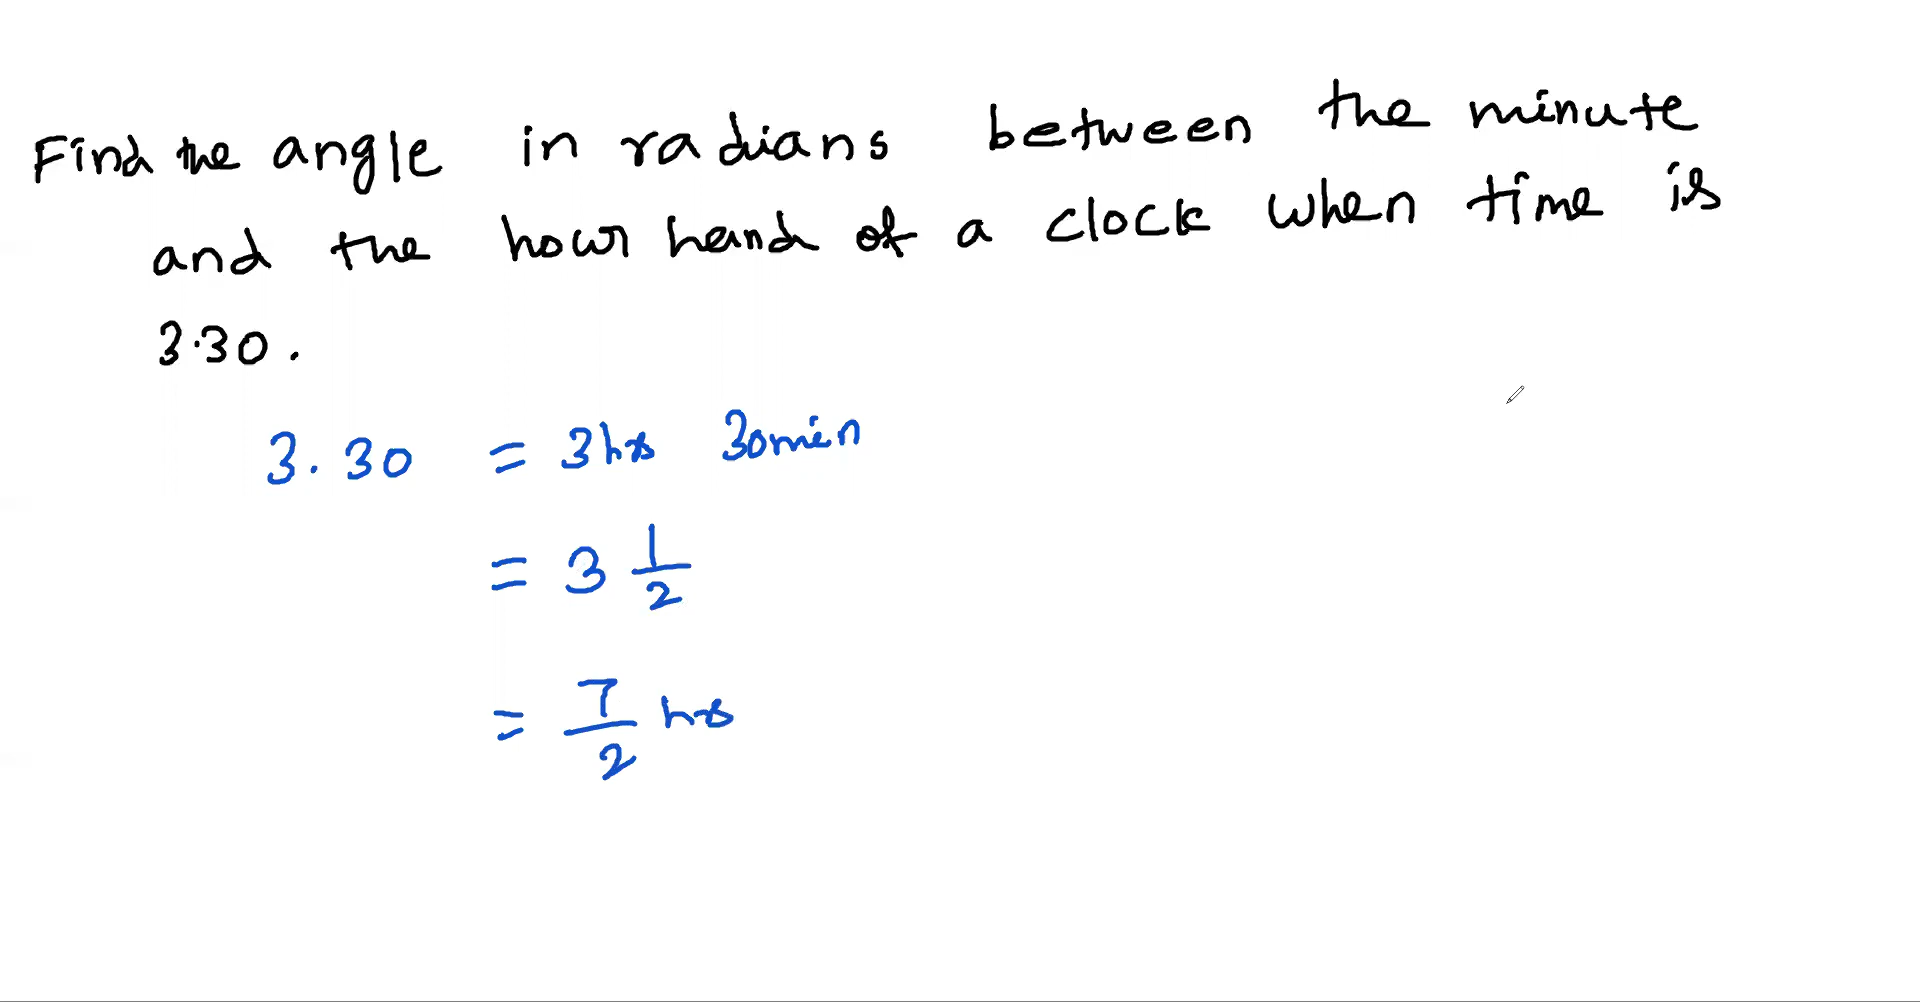 Find the angle in radians between the minute
and the hour hand of a clock when time is
3.30.
3.30 = 3hrs 30min
= 3 1/2
= 7/2 hrs